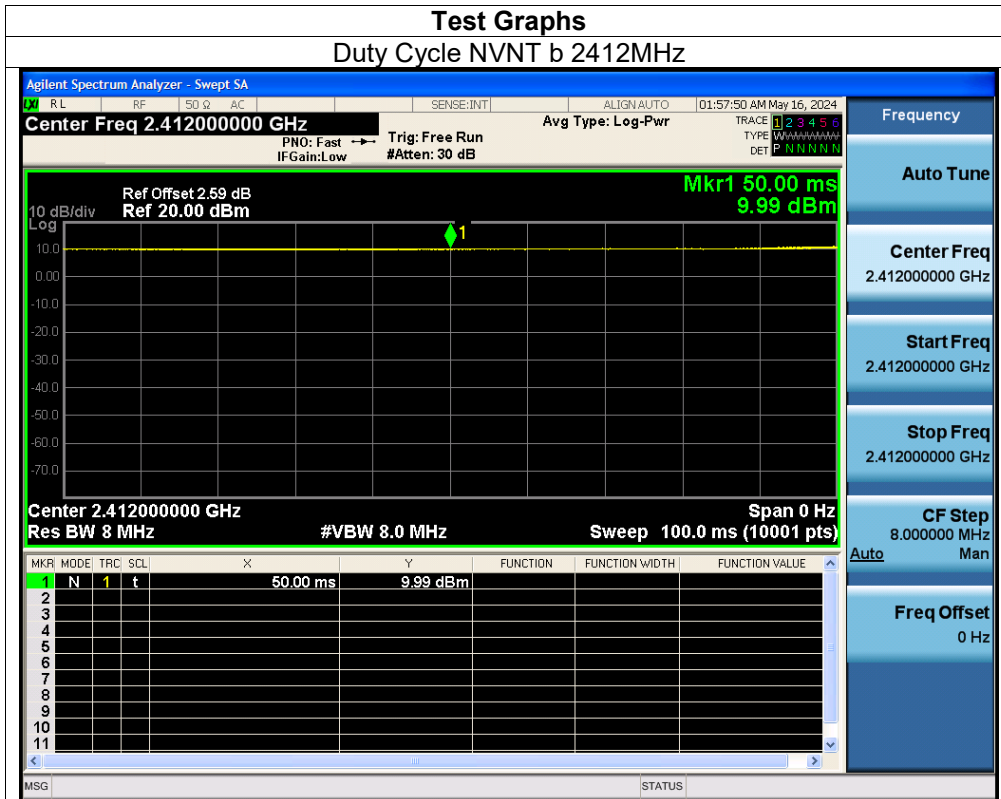 Test Graphs
Duty Cycle NVNT b 2412MHz
Agilent Spectrum Analyzer - Swept SA
LXI RL RF 50 Ω AC SENSE:INT ALIGN AUTO 01:57:50 AM May 16, 2024
Center Freq 2.412000000 GHz Avg Type: Log-Pwr TRACE 1 2 3 4 5 6
PNO: Fast Trig: Free Run TYPE WWWWWW
IFGain:Low #Atten: 30 dB DET P N N N N N
Frequency
Auto Tune
Ref Offset 2.59 dB Mkr1 50.00 ms
10 dB/div Ref 20.00 dBm 9.99 dBm
Log
1
10.0
0.00
-10.0
-20.0
-30.0
-40.0
-50.0
-60.0
-70.0
Center 2.412000000 GHz Span 0 Hz
Res BW 8 MHz #VBW 8.0 MHz Sweep 100.0 ms (10001 pts)
Center Freq
2.412000000 GHz
Start Freq
2.412000000 GHz
Stop Freq
2.412000000 GHz
CF Step
8.000000 MHz
Auto Man
Freq Offset
0 Hz
MKR MODE TRC SCL X Y FUNCTION FUNCTION WIDTH FUNCTION VALUE
1 N 1 t 50.00 ms 9.99 dBm
2
3
4
5
6
7
8
9
10
11
MSG STATUS